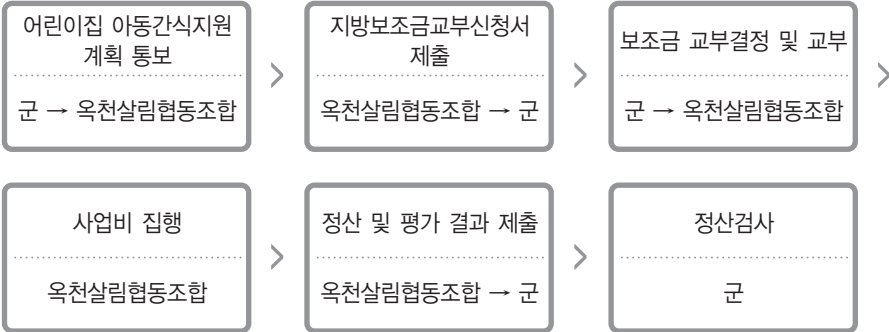 어린이집 아동간식지원
계획 통보
군 → 옥천살림협동조합
지방보조금교부신청서
제출
옥천살림협동조합 → 군
보조금 교부결정 및 교부
군 → 옥천살림협동조합
사업비 집행
옥천살림협동조합
정산 및 평가 결과 제출
옥천살림협동조합 → 군
정산검사
군